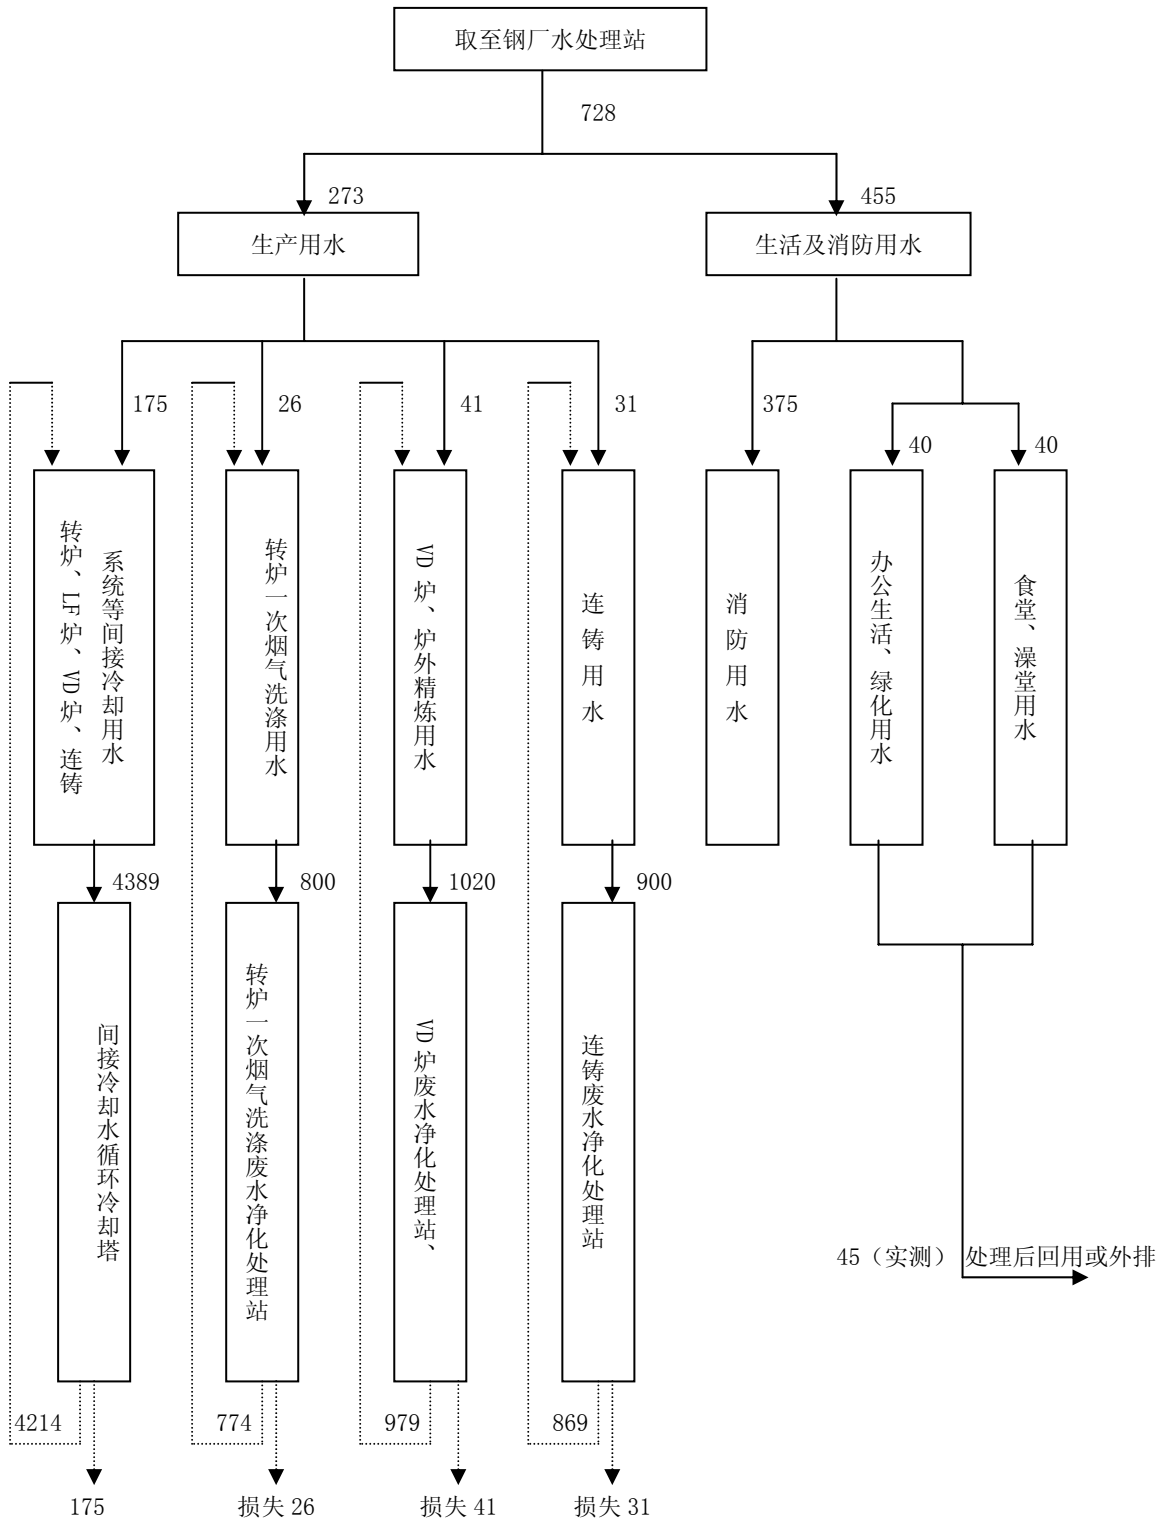 取至钢厂水处理站
728
273
455
生产用水
生活及消防用水
175
26
41
31
375
40
40
转炉、LF炉、VD炉、连铸
系统等间接冷却用水
转炉一次烟气洗涤用水
VD炉、炉外精炼用水
连铸用水
消防用水
办公生活、绿化用水
食堂、澡堂用水
4389
800
1020
900
间接冷却水循环冷却塔
转炉一次烟气洗涤废水净化处理站
VD炉废水净化处理站、
连铸废水净化处理站
45（实测） 处理后回用或外排
4214
774
979
869
175
损失 26
损失 41
损失 31